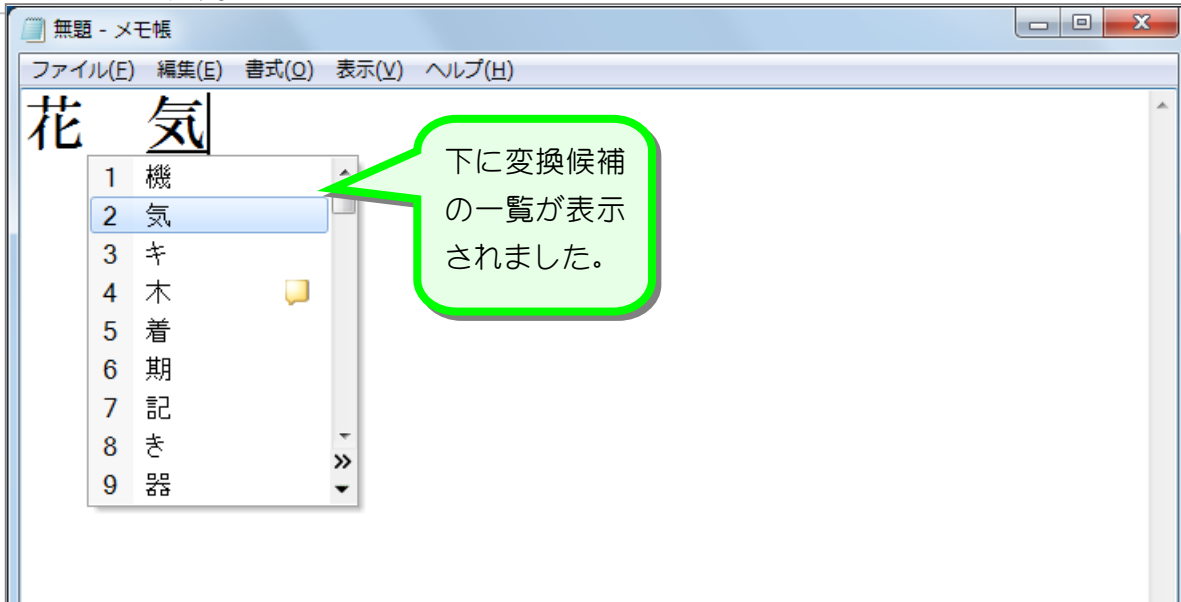 無題 - メモ帳
ファイル(F) 編集(E) 書式(O) 表示(V) ヘルプ(H)
花　気
1 機
2 気
3 キ
4 木
5 着
6 期
7 記
8 き
9 器
下に変換候補
の一覧が表示
されました。